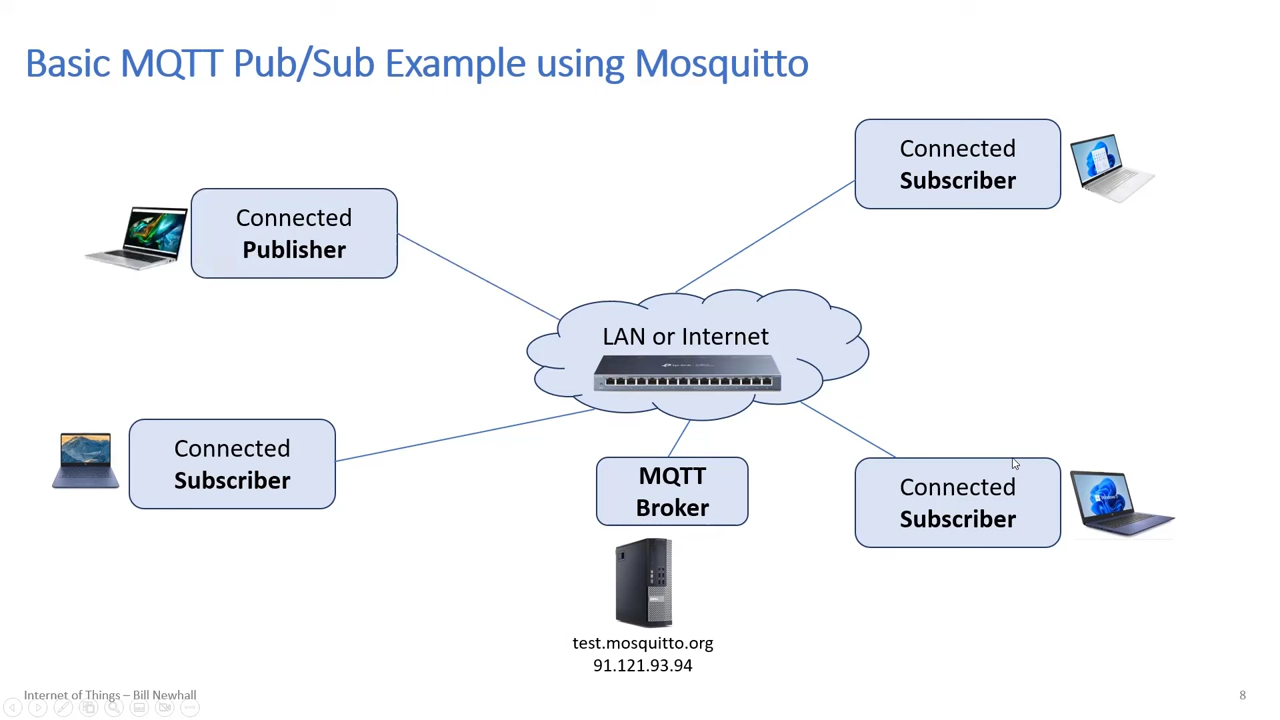 Basic MQTT Pub/Sub Example using Mosquitto
Connected
Subscriber
Connected
Publisher
LAN or Internet
Connected
Subscriber
MQTT
Broker
Connected
Subscriber
test.mosquitto.org
91.121.93.94
Internet of Things – Bill Newhall
8